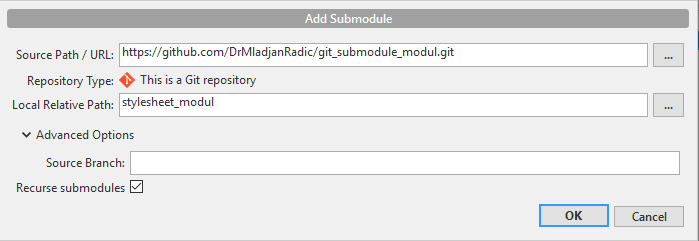 Add Submodule
Source Path / URL: https://github.com/DrMladjanRadic/git_submodule_modul.git ...
Repository Type: This is a Git repository
Local Relative Path: stylesheet_modul ...
Advanced Options
Source Branch:
Recurse submodules
OK Cancel